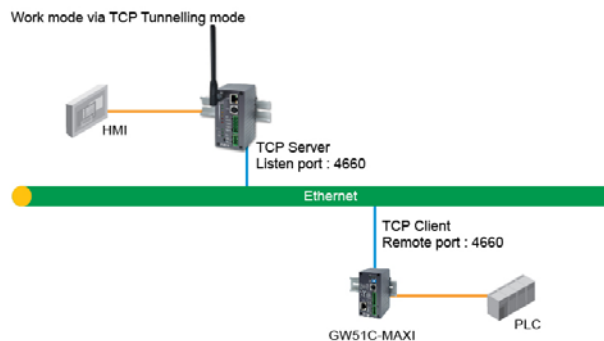 Work mode via TCP Tunnelling mode
HMI
TCP Server
Listen port : 4660
Ethernet
TCP Client
Remote port : 4660
GW51C-MAXI
PLC